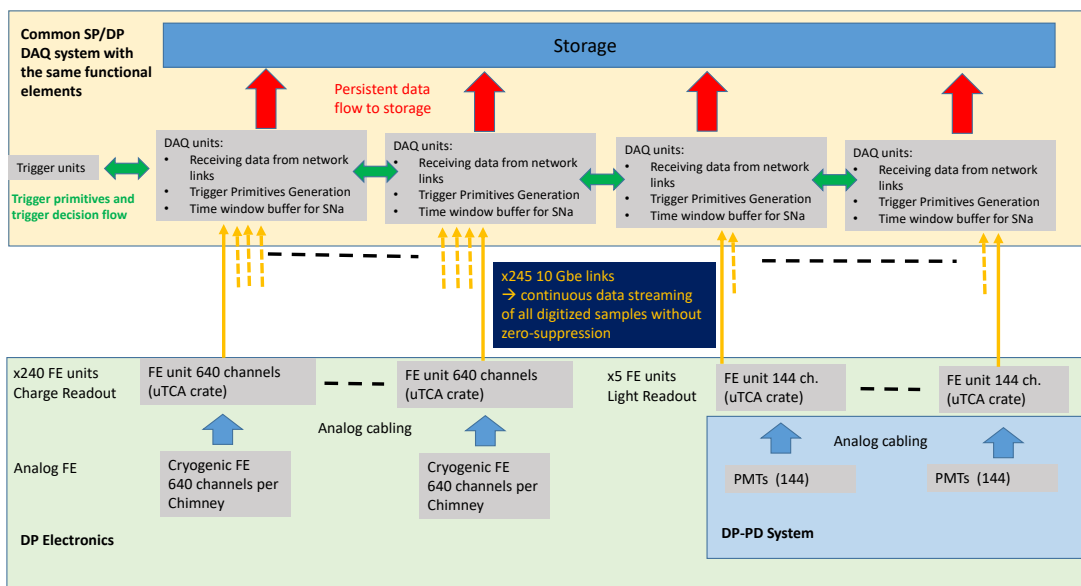 Common SP/DP
DAQ system with
the same functional
elements
Storage
Persistent data
flow to storage
Trigger units
Trigger primitives and
trigger decision flow
DAQ units:
• Receiving data from network
links
• Trigger Primitives Generation
• Time window buffer for SNa
DAQ units:
• Receiving data from network
links
• Trigger Primitives Generation
• Time window buffer for SNa
DAQ units:
• Receiving data from network
links
• Trigger Primitives Generation
• Time window buffer for SNa
DAQ units:
• Receiving data from network
links
• Trigger Primitives Generation
• Time window buffer for SNa
x245 10 Gbe links
→ continuous data streaming
of all digitized samples without
zero-suppression
x240 FE units
Charge Readout
FE unit 640 channels
(uTCA crate)
FE unit 640 channels
(uTCA crate)
x5 FE units
Light Readout
FE unit 144 ch.
(uTCA crate)
FE unit 144 ch.
(uTCA crate)
Analog cabling
Analog cabling
Analog FE
Cryogenic FE
640 channels per
Chimney
Cryogenic FE
640 channels per
Chimney
PMTs (144)
PMTs (144)
DP Electronics
DP-PD System